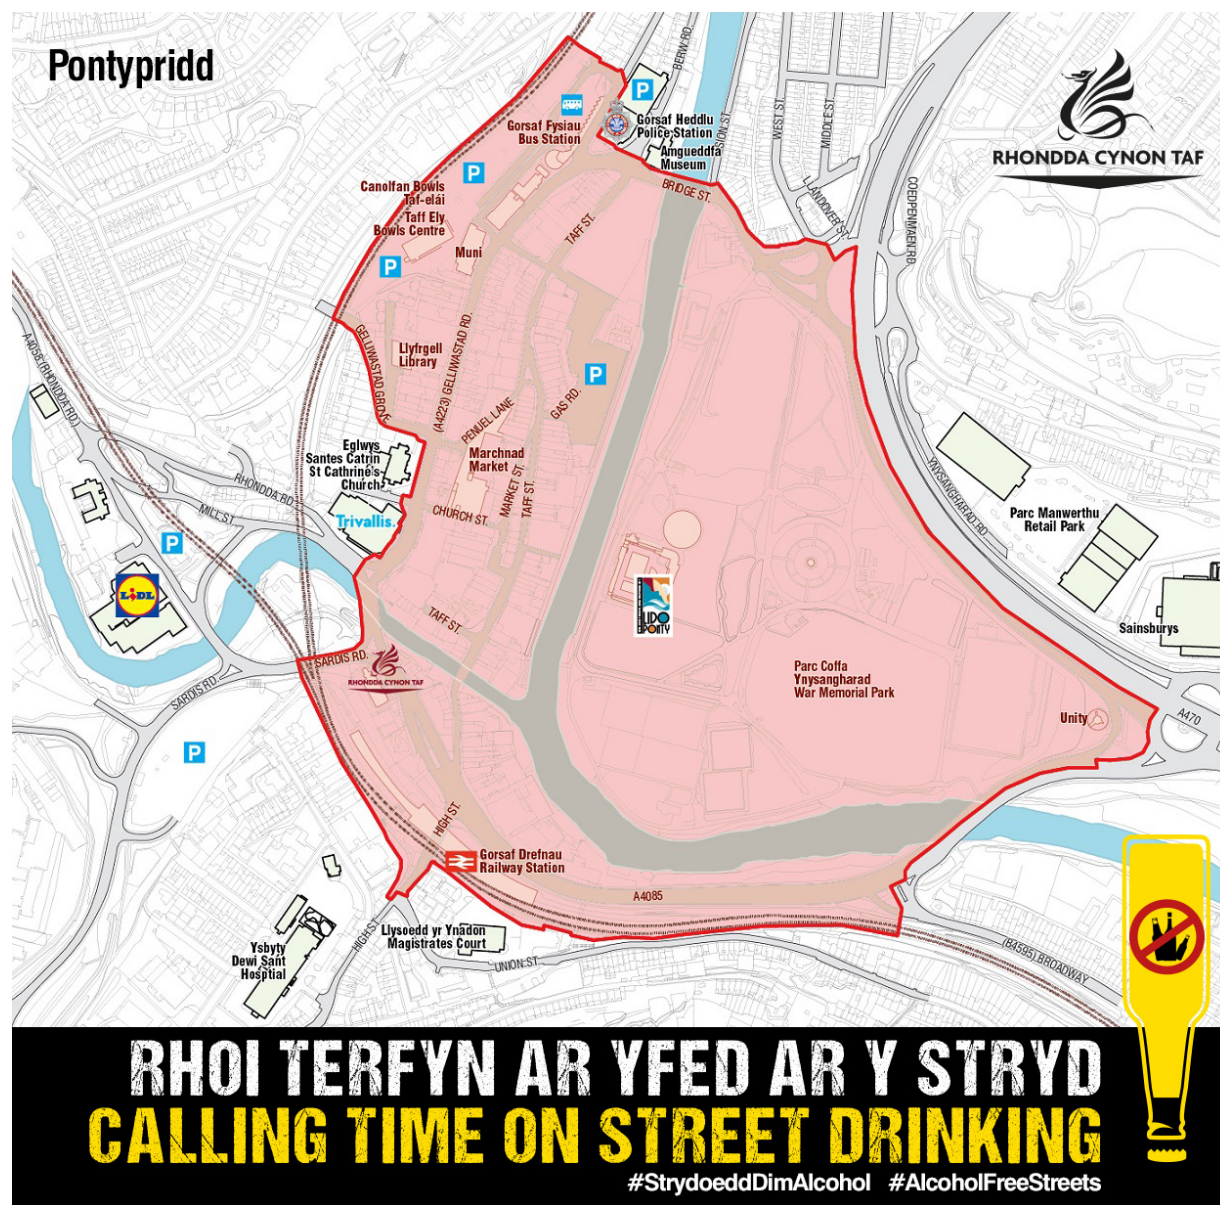 Pontypridd
RHONDDA CYNON TAF
BERW RD.
P
Gorsaf Heddlu
Police Station
Gorsaf Fysiau
Bus Station
Amgueddfa
Museum
SION ST.
WEST ST.
MIDDLE ST.
LLANDOVER ST.
COEDPENMAEN RD.
BRIDGE ST.
P
Canolfan Bowls
Taf-elái
Taff Ely
Bowls Centre
Muni
P
TAFF ST.
GELLIWASTAD GROVE
Llyfrgell
Library
(A4223) GELLIWASTAD RD.
PENUEL LANE
GAS RD.
P
A4058 (RHONDDA RD.)
Eglwys
Santes Catrin
St Cathrine's
Church
Marchnad
Market
MARKET ST.
TAFF ST.
CHURCH ST.
RHONDDA RD.
MILL ST.
Trivallis.
P
LIDL
YNYSANGHARAD RD
Parc Manwerthu
Retail Park
Sainsburys
LIDO
PONTY
TAFF ST.
SARDIS RD.
RHONDDA CYNON TAF
SARDIS RD.
P
Parc Coffa
Ynysangharad
War Memorial Park
Unity
A470
HIGH ST.
Gorsaf Drefnau
Railway Station
A4085
HIGH ST.
Llysoedd yr Ynadon
Magistrates Court
UNION ST.
Ysbyty
Dewi Sant
Hosptial
(B4595) BROADWAY
RHOI TERFYN AR YFED AR Y STRYD
CALLING TIME ON STREET DRINKING
#StrydoeddDimAlcohol #AlcoholFreeStreets